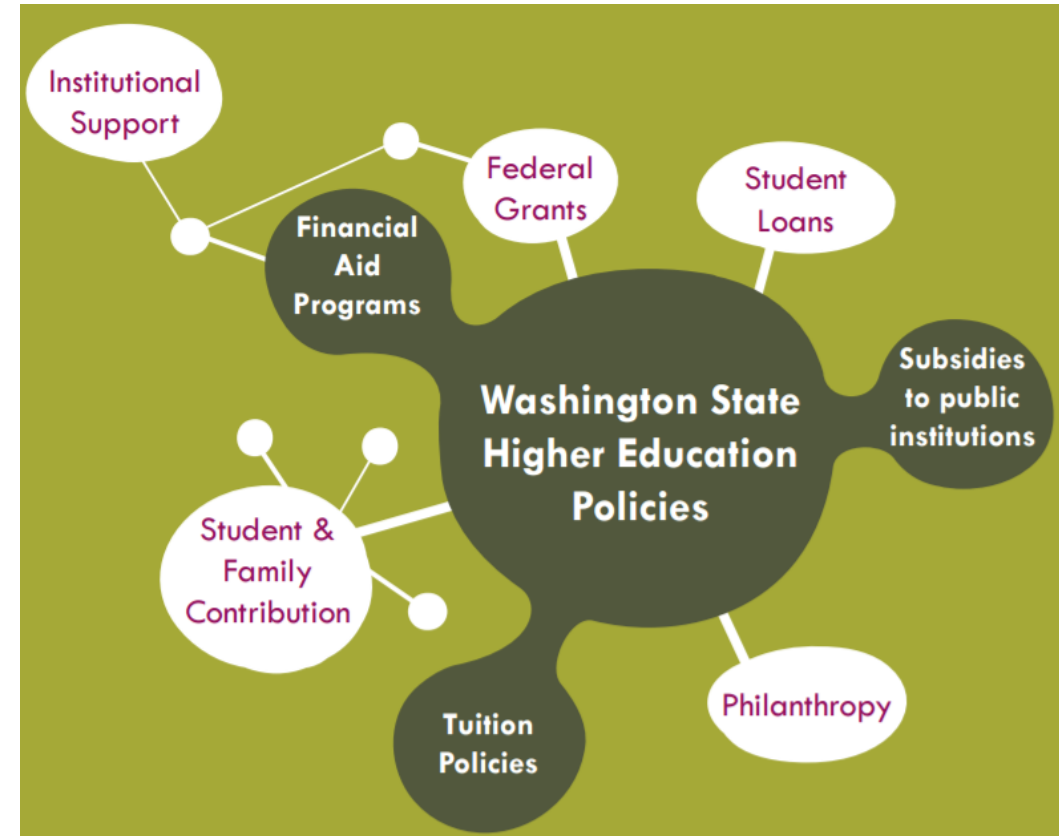 Institutional
Support
Federal
Grants
Student
Loans
Financial
Aid
Programs
Subsidies
to public
institutions
Washington State
Higher Education
Policies
Student &
Family
Contribution
Philanthropy
Tuition
Policies